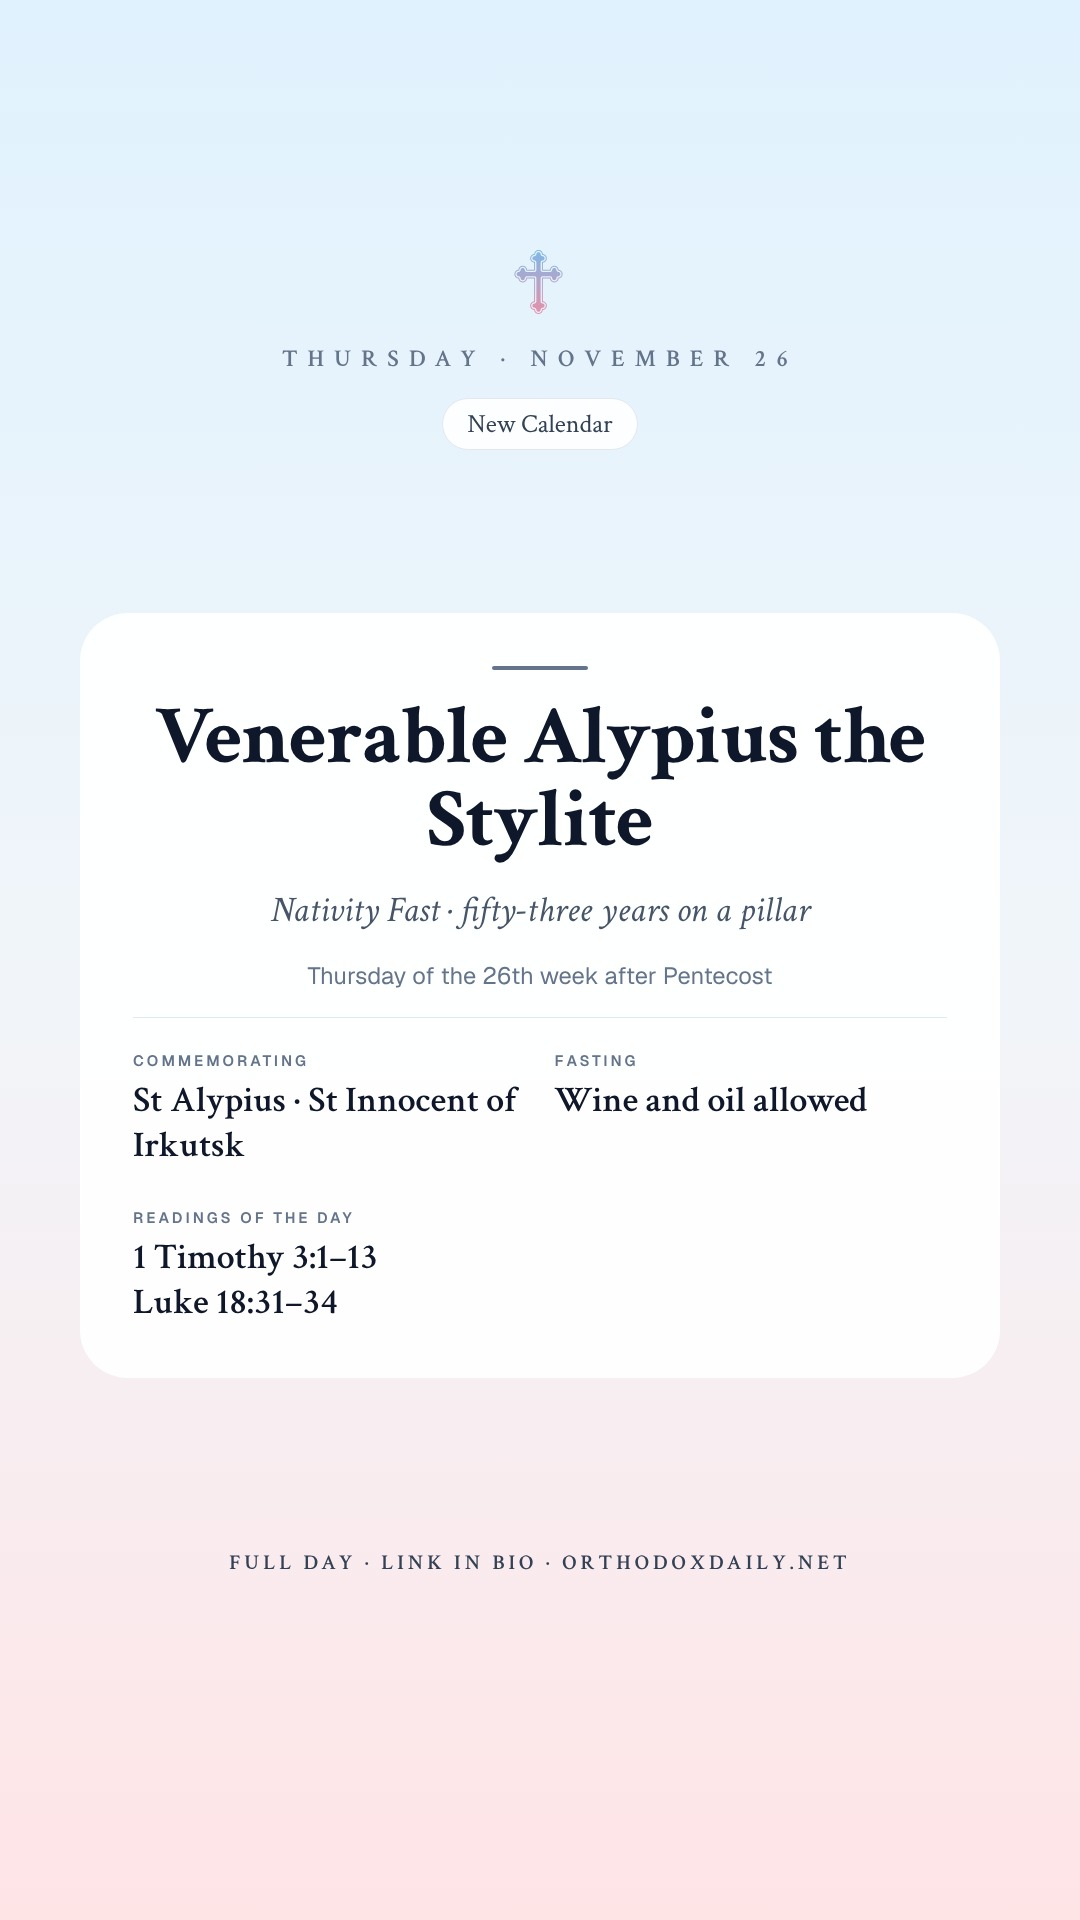 THURSDAY · NOVEMBER 26
New Calendar
Venerable Alypius the
Stylite
Nativity Fast · fifty-three years on a pillar
Thursday of the 26th week after Pentecost
COMMEMORATING
St Alypius · St Innocent of
Irkutsk
FASTING
Wine and oil allowed
READINGS OF THE DAY
1 Timothy 3:1–13
Luke 18:31–34
FULL DAY · LINK IN BIO · ORTHODOXDAILY.NET